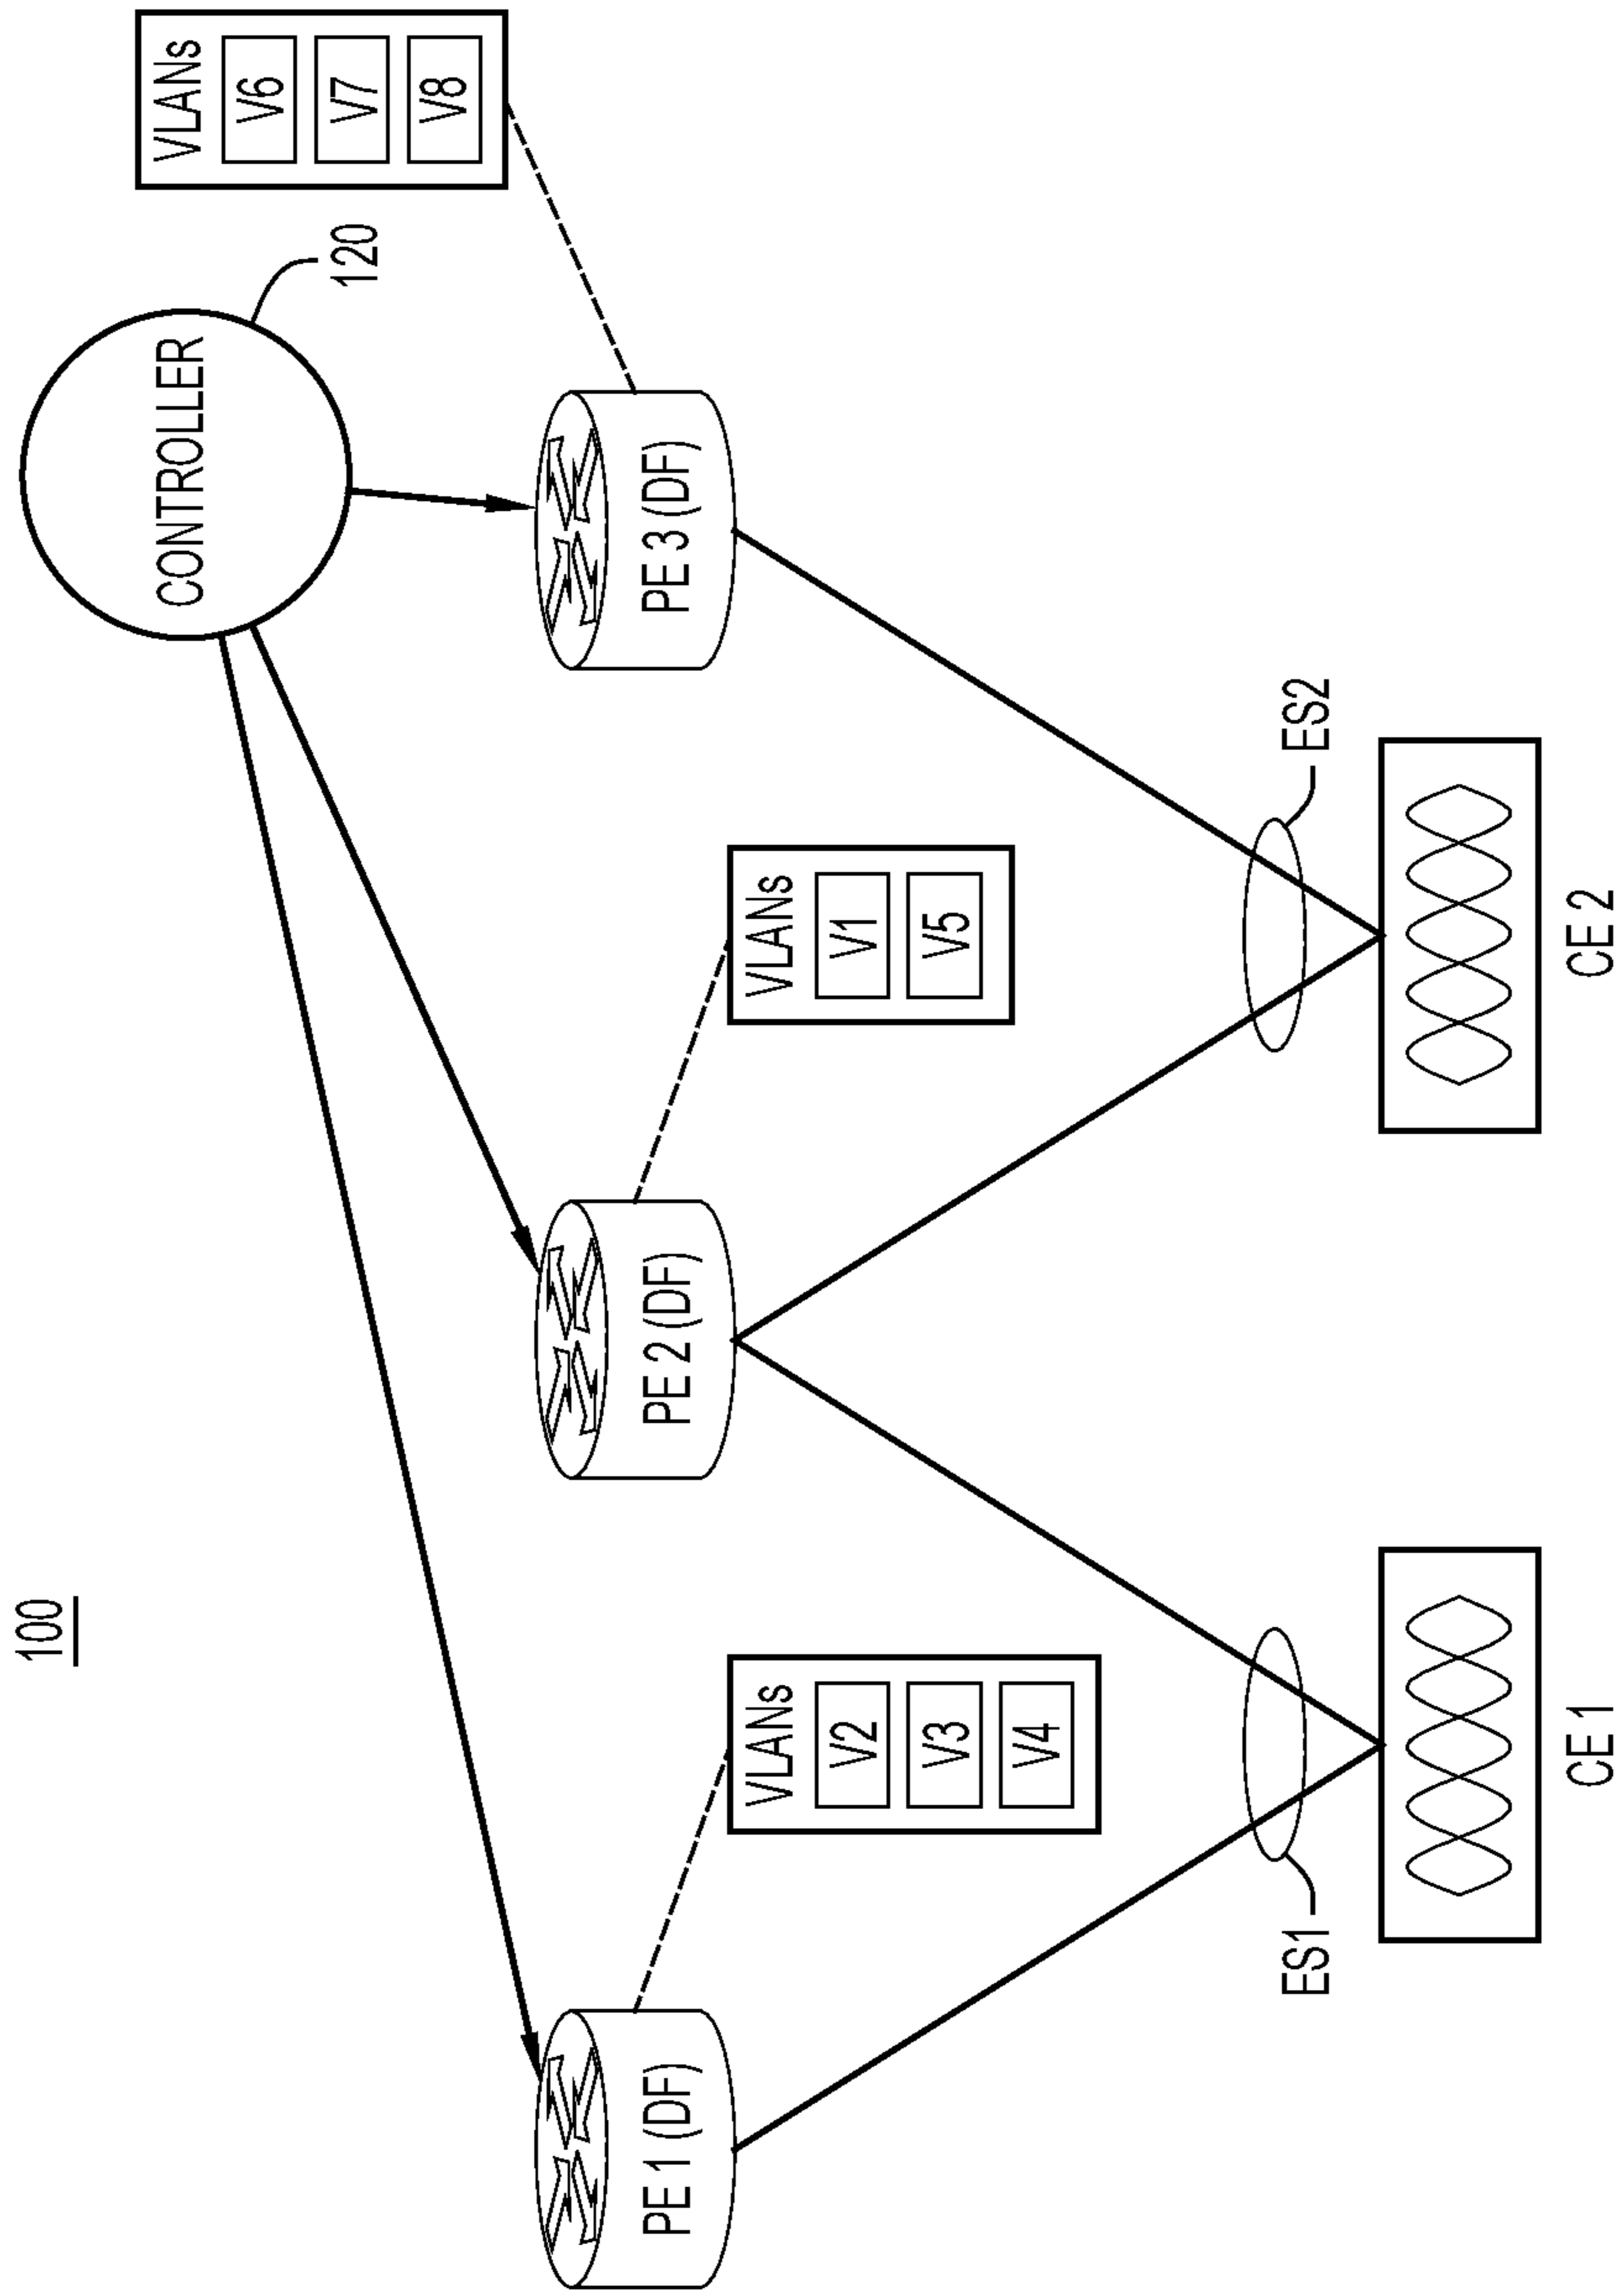 100
CONTROLLER
120
VLANs
V6
V7
V8
PE 1 (DF)
PE 2 (DF)
PE 3 (DF)
VLANs
V2
V3
V4
VLANs
V1
V5
ES1
ES2
CE 1
CE 2